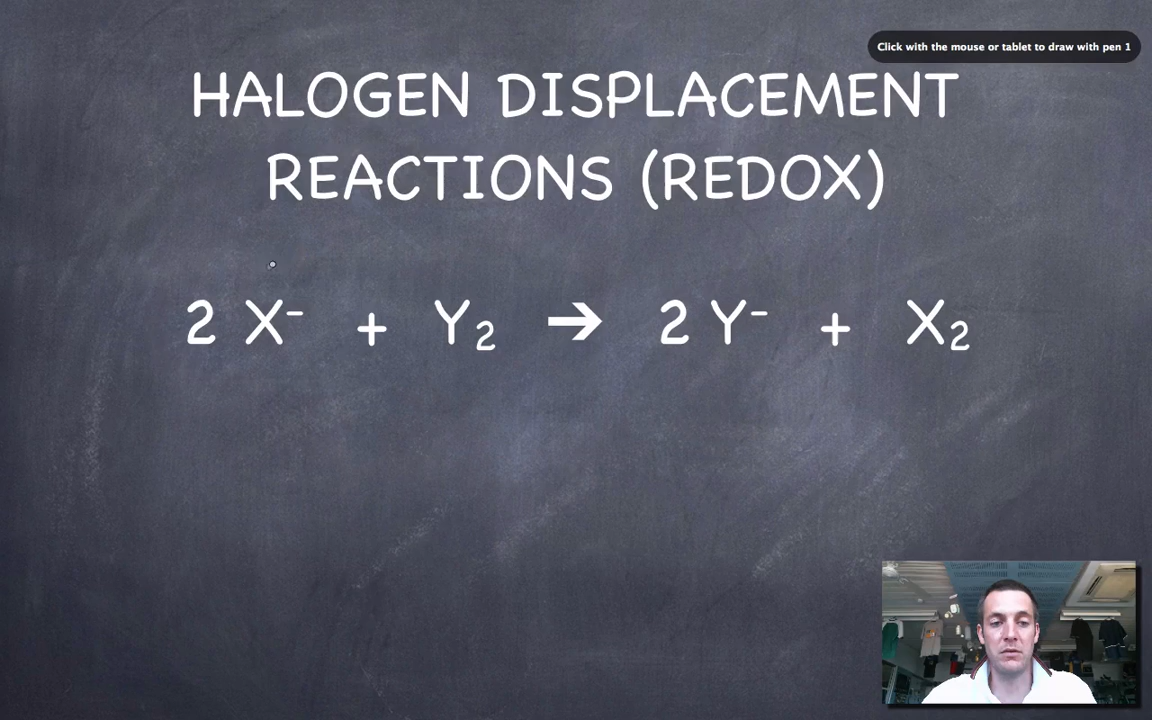 Click with the mouse or tablet to draw with pen 1
HALOGEN DISPLACEMENT
REACTIONS (REDOX)
2 X⁻ + Y₂ ➔ 2 Y⁻ + X₂